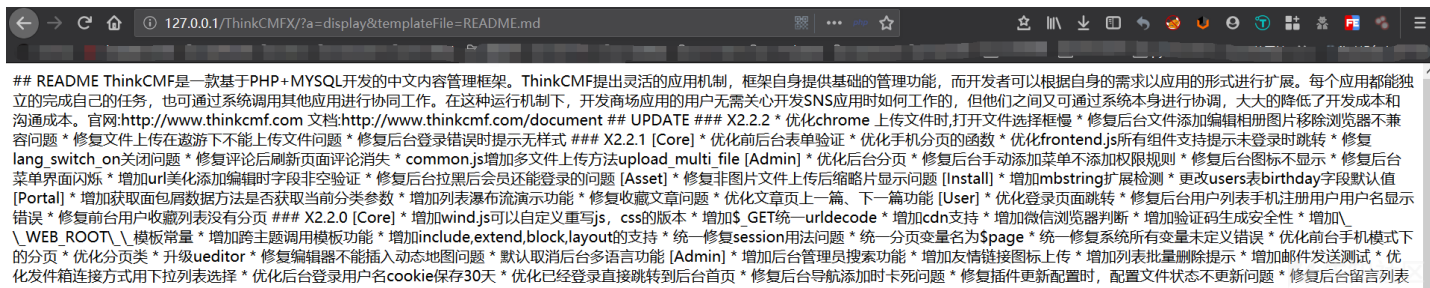 127.0.0.1/ThinkCMFX/?a=display&templateFile=README.md
## README ThinkCMF是一款基于PHP+MYSQL开发的中文内容管理框架。ThinkCMF提出灵活的应用机制，框架自身提供基础的管理功能，而开发者可以根据自身的需求以应用的形式进行扩展。每个应用都能独
立的完成自己的任务，也可通过系统调用其他应用进行协同工作。在这种运行机制下，开发商场应用的用户无需关心开发SNS应用时如何工作的，但他们之间又可通过系统本身进行协调，大大的降低了开发成本和
沟通成本。官网:http://www.thinkcmf.com 文档:http://www.thinkcmf.com/document ## UPDATE ### X2.2.2 * 优化chrome 上传文件时,打开文件选择框慢 * 修复后台文件添加编辑相册图片移除浏览器不兼
容问题 * 修复文件上传在遨游下不能上传文件问题 * 修复后台登录错误时提示无样式 ### X2.2.1 [Core] * 优化前后台表单验证 * 优化手机分页的函数 * 优化frontend.js所有组件支持提示未登录时跳转 * 修复
lang_switch_on关闭问题 * 修复评论后刷新页面评论消失 * common.js增加多文件上传方法upload_multi_file [Admin] * 优化后台分页 * 修复后台手动添加菜单不添加权限规则 * 修复后台图标不显示 * 修复后台
菜单界面闪烁 * 增加url美化添加编辑时字段非空验证 * 修复后台拉黑后会员还能登录的问题 [Asset] * 修复非图片文件上传后缩略片显示问题 [Install] * 增加mbstring扩展检测 * 更改users表birthday字段默认值
[Portal] * 增加获取面包屑数据方法是否获取当前分类参数 * 增加列表瀑布流演示功能 * 修复收藏文章问题 * 优化文章页上一篇、下一篇功能 [User] * 优化登录页面跳转 * 修复后台用户列表手机注册用户用户名显示
错误 * 修复前台用户收藏列表没有分页 ### X2.2.0 [Core] * 增加wind.js可以自定义重写js，css的版本 * 增加$_GET统一urldecode * 增加cdn支持 * 增加微信浏览器判断 * 增加验证码生成安全性 * 增加\_
\_WEB_ROOT\_\_模板常量 * 增加跨主题调用模板功能 * 增加include,extend,block,layout的支持 * 统一修复session用法问题 * 统一分页变量名为$page * 统一修复系统所有变量未定义错误 * 优化前台手机模式下
的分页 * 优化分页类 * 升级ueditor * 修复编辑器不能插入动态地图问题 * 默认取消后台多语言功能 [Admin] * 增加后台管理员搜索功能 * 增加友情链接图标上传 * 增加列表批量删除提示 * 增加邮件发送测试 * 优
化发件箱连接方式用下拉列表选择 * 优化后台登录用户名cookie保存30天 * 优化已经登录直接跳转到后台首页 * 修复后台导航添加时卡死问题 * 修复插件更新配置时，配置文件状态不更新问题 * 修复后台留言列表